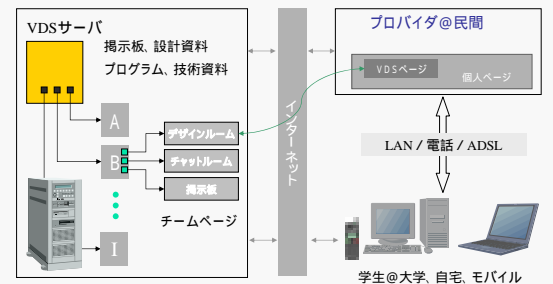 VDSサーバ
掲示板、設計資料
プログラム、技術資料
A
B
I
デザインルーム
チャットルーム
掲示板
チームページ
インターネット
プロバイダ@民間
VDSページ
個人ページ
LAN / 電話 / ADSL
学生@大学、自宅、モバイル